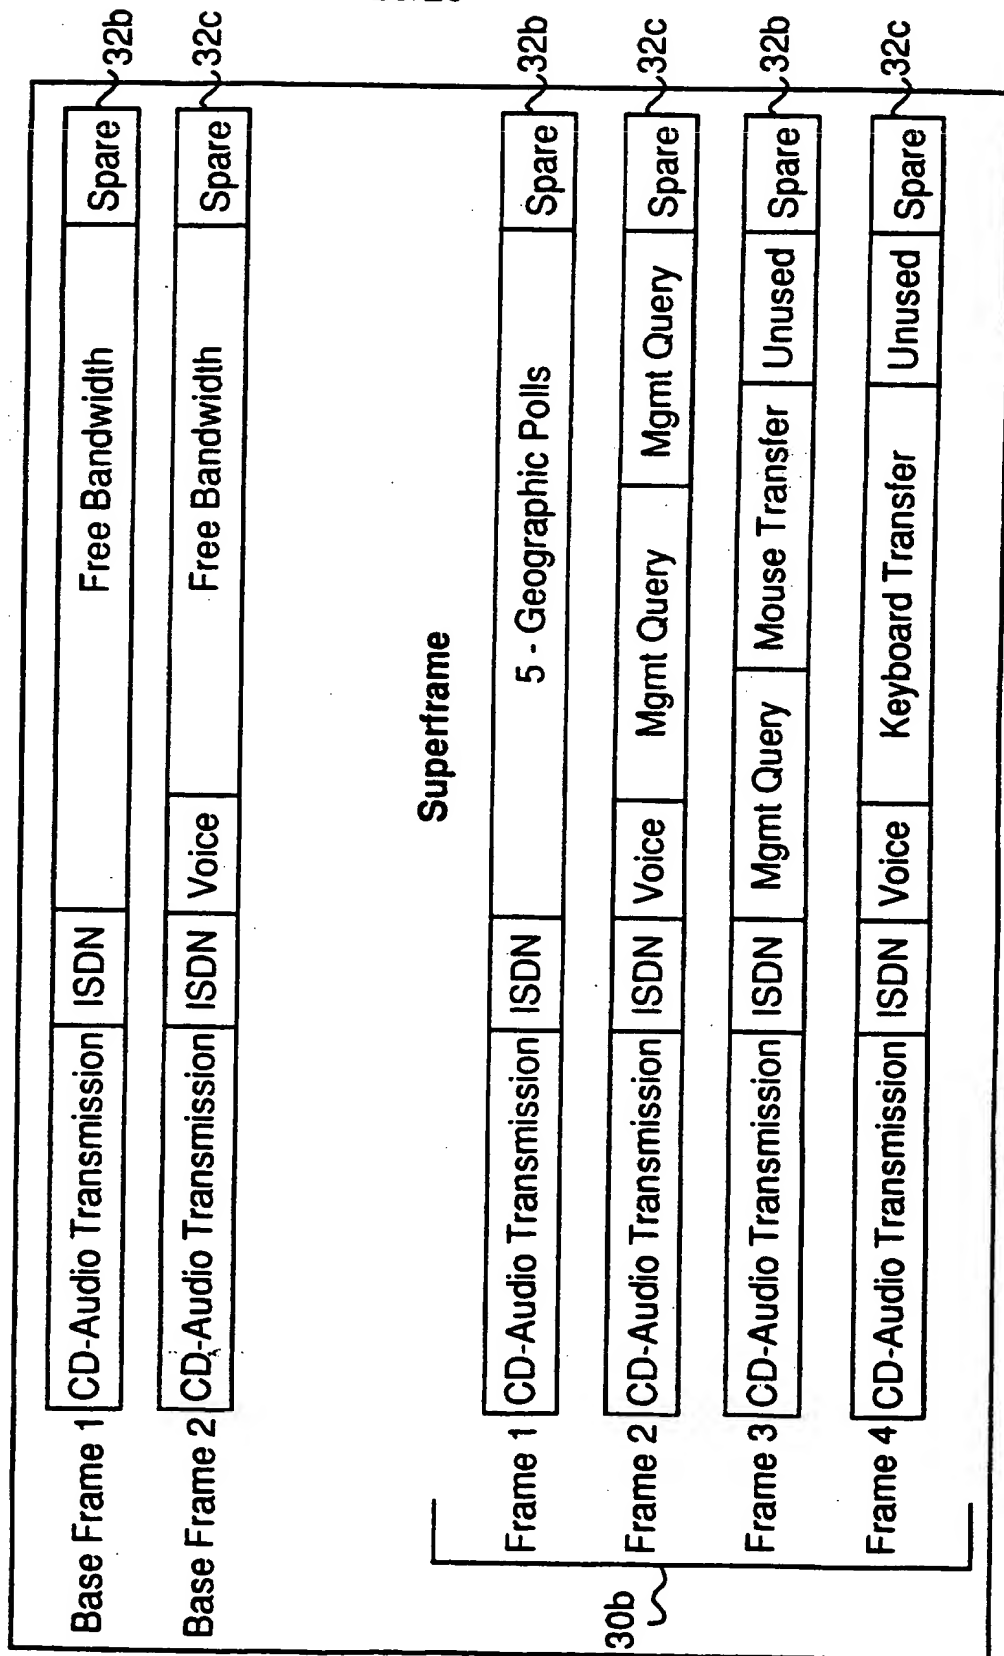 Base Frame 1 CD-Audio Transmission ISDN Free Bandwidth Spare 32b
Base Frame 2 CD-Audio Transmission ISDN Voice Free Bandwidth Spare 32c
Superframe
30b
Frame 1 CD-Audio Transmission ISDN 5 - Geographic Polls Spare 32b
Frame 2 CD-Audio Transmission ISDN Voice Mgmt Query Mgmt Query Spare 32c
Frame 3 CD-Audio Transmission ISDN Mgmt Query Mouse Transfer Unused Spare 32b
Frame 4 CD-Audio Transmission ISDN Voice Keyboard Transfer Unused Spare 32c